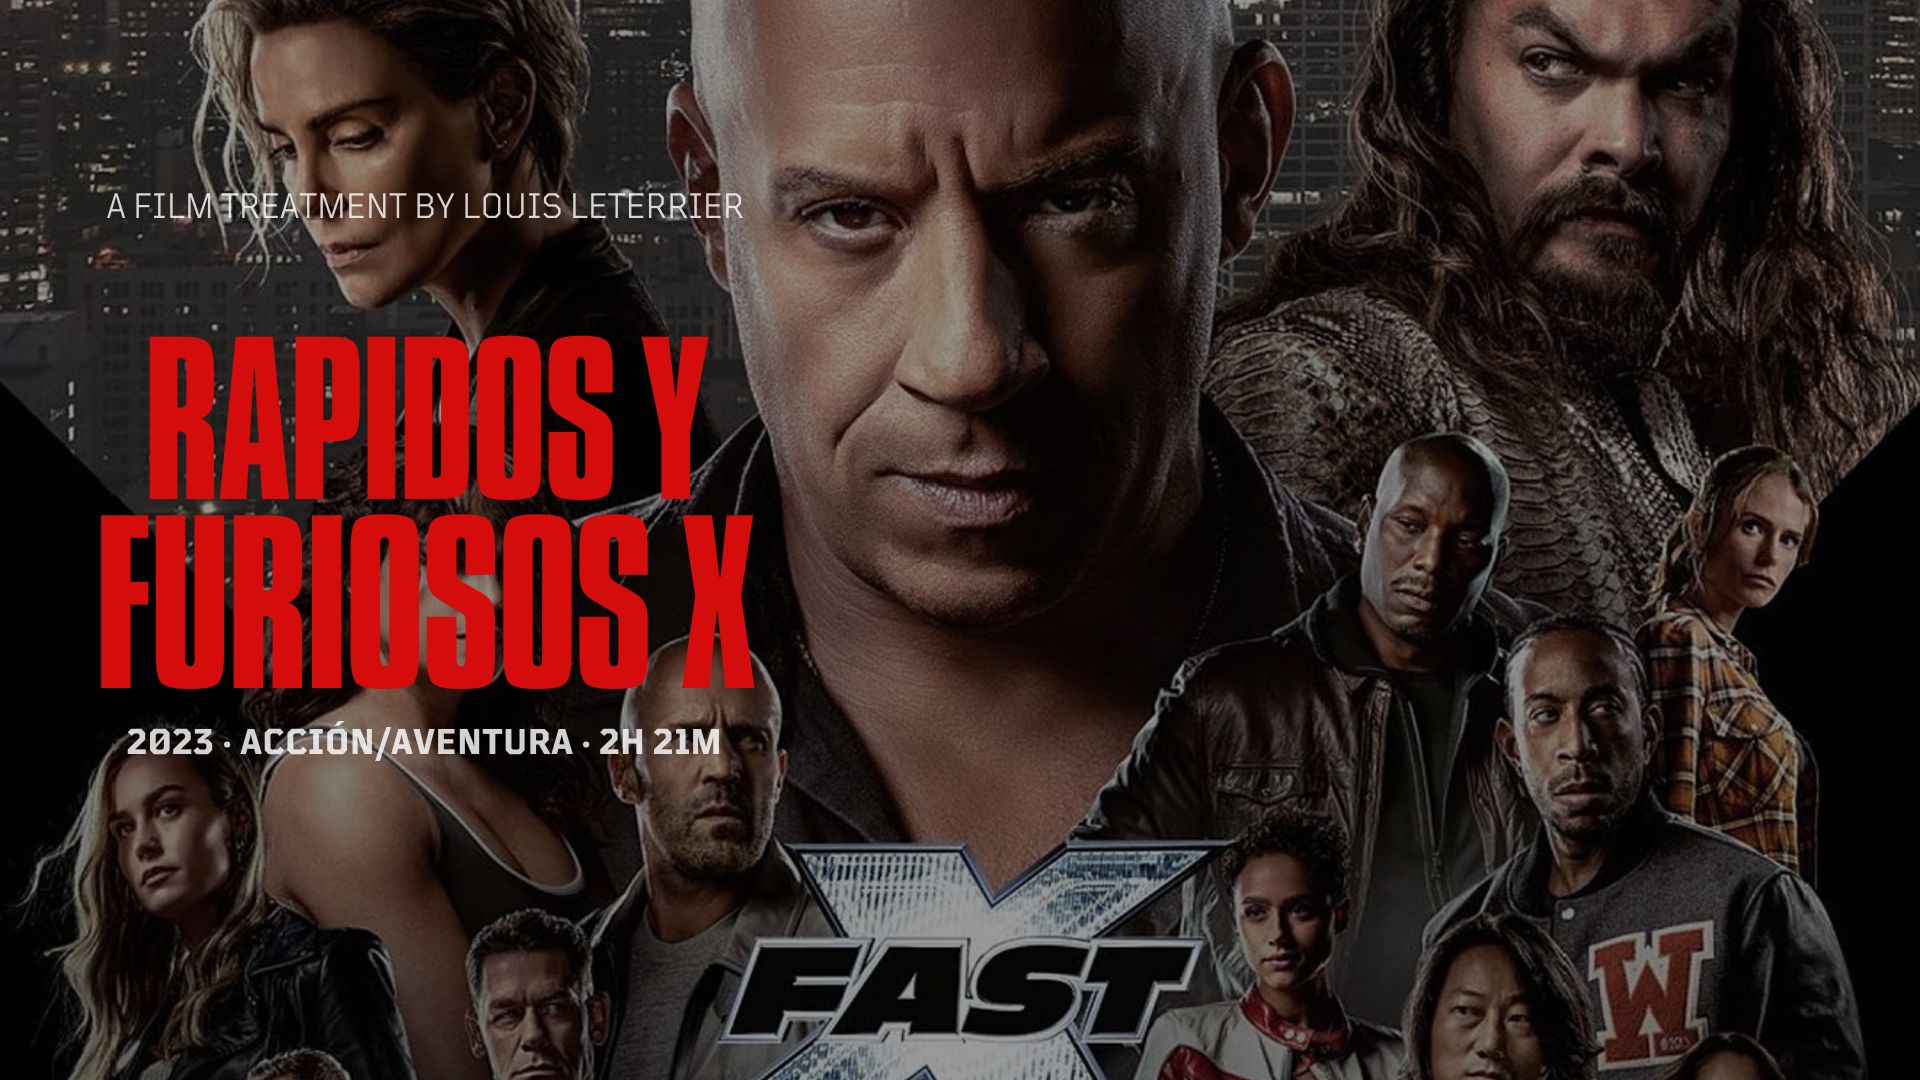 A FILM TREATMENT BY LOUIS LETERRIER
RAPIDOS Y
FURIOSOS X
2023 · ACCIÓN/AVENTURA · 2H 21M
X
FAST
W